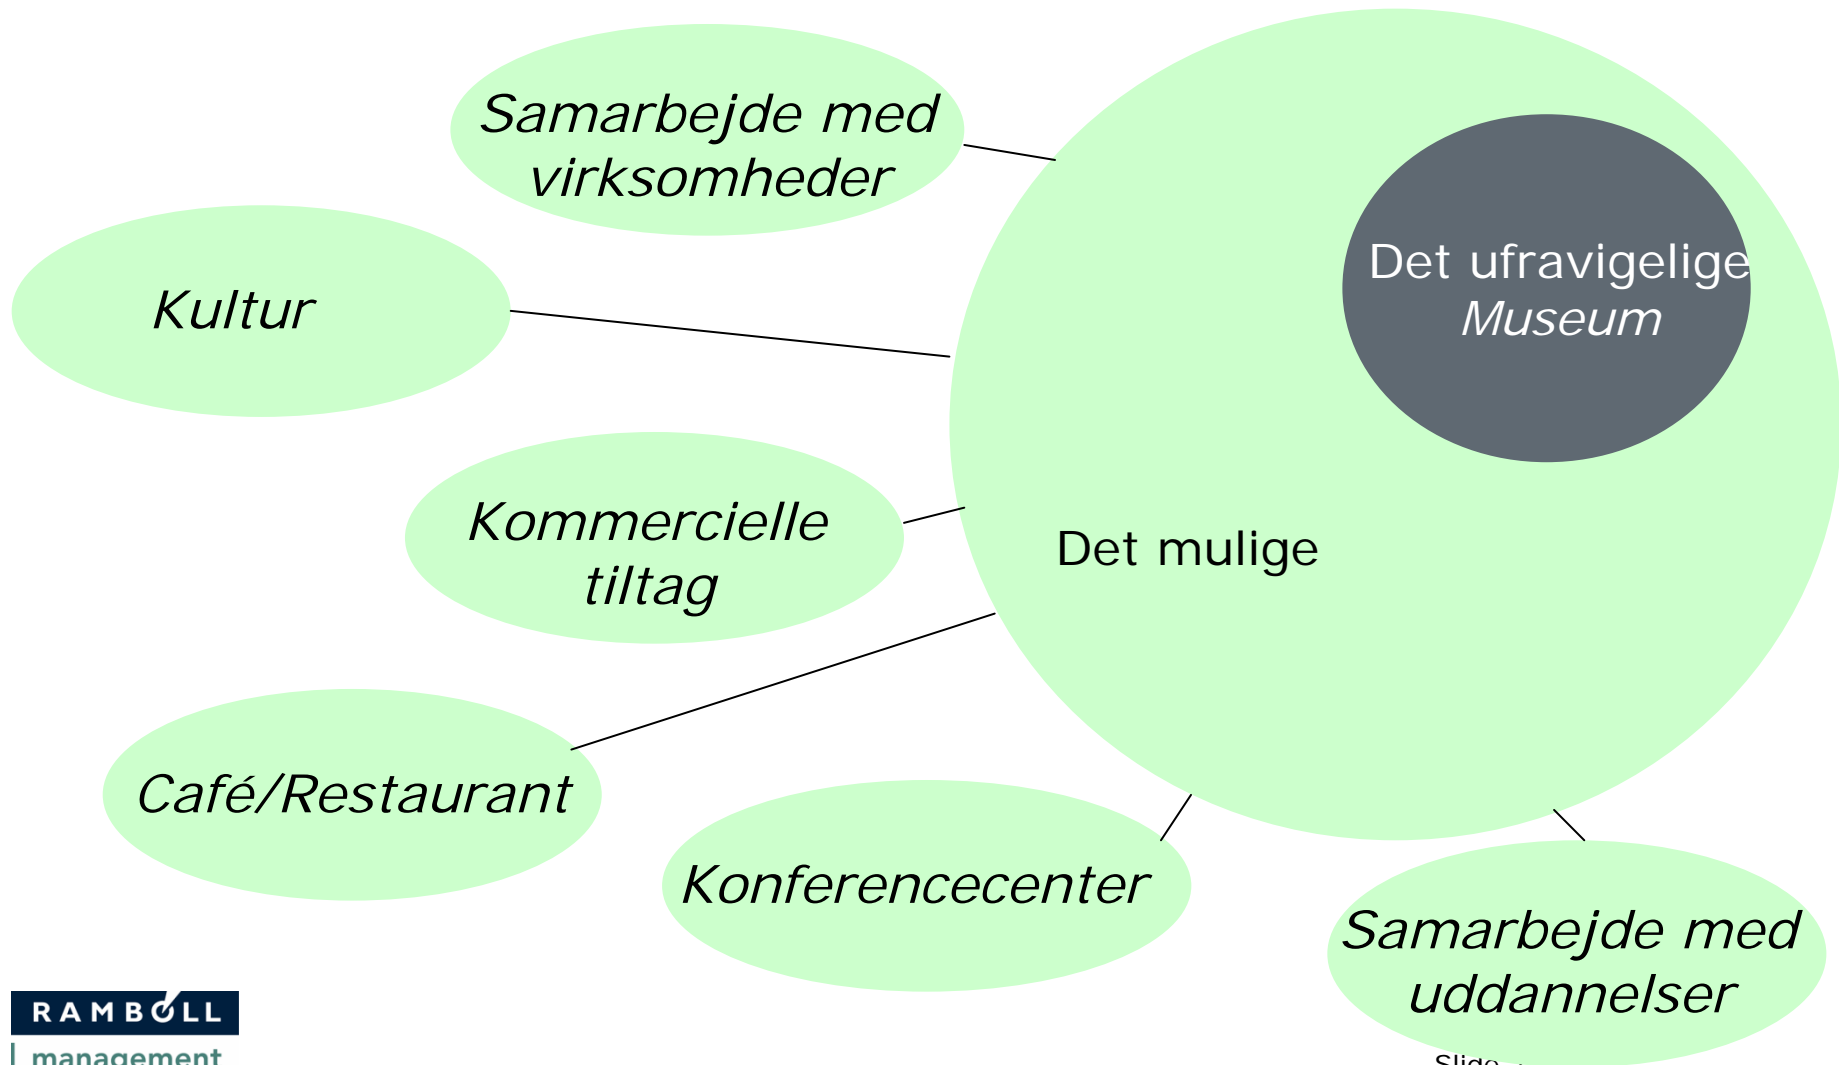 Samarbejde med
virksomheder
Det ufravigelige
Museum
Kultur
Kommercielle
tiltag
Det mulige
Café/Restaurant
Konferencecenter
Samarbejde med
uddannelser
RAMBØLL
management
Slide